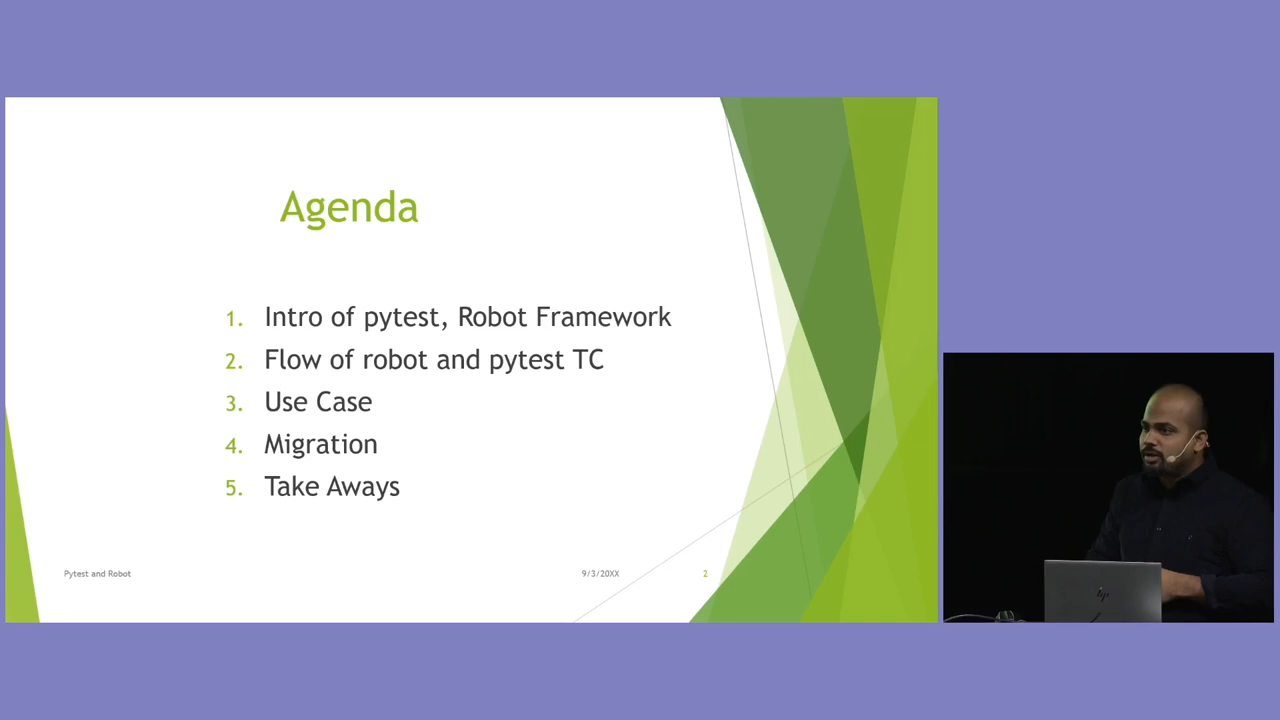 Agenda
1. Intro of pytest, Robot Framework
2. Flow of robot and pytest TC
3. Use Case
4. Migration
5. Take Aways
Pytest and Robot
9/3/20XX
2
hp